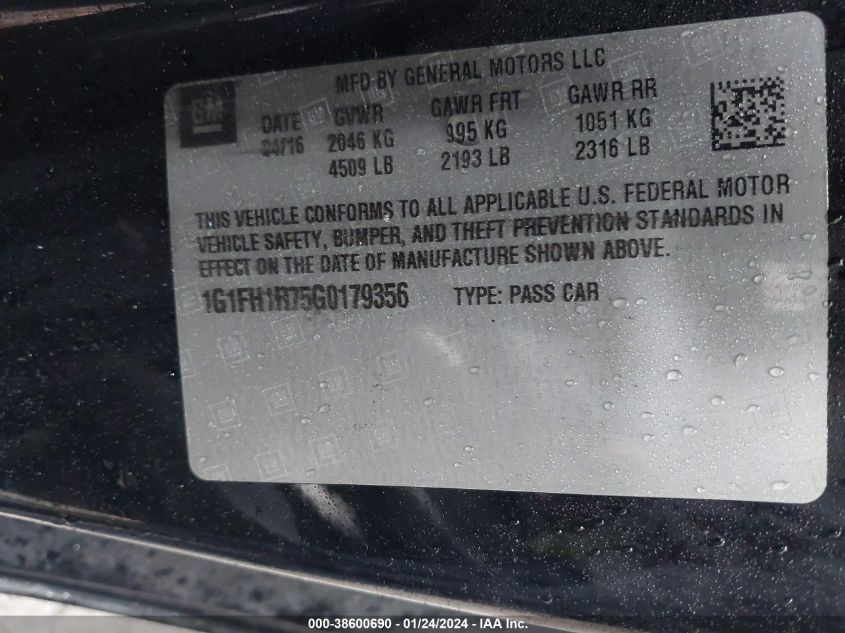 GM
MFD BY GENERAL MOTORS LLC
DATE GVWR GAWR FRT GAWR RR
04/16 2046 KG 995 KG 1051 KG
4509 LB 2193 LB 2316 LB
THIS VEHICLE CONFORMS TO ALL APPLICABLE U.S. FEDERAL MOTOR
VEHICLE SAFETY, BUMPER, AND THEFT PREVENTION STANDARDS IN
EFFECT ON THE DATE OF MANUFACTURE SHOWN ABOVE.
1G1FH1R75G0179356 TYPE: PASS CAR
000-38600690 - 01/24/2024 - IAA Inc.